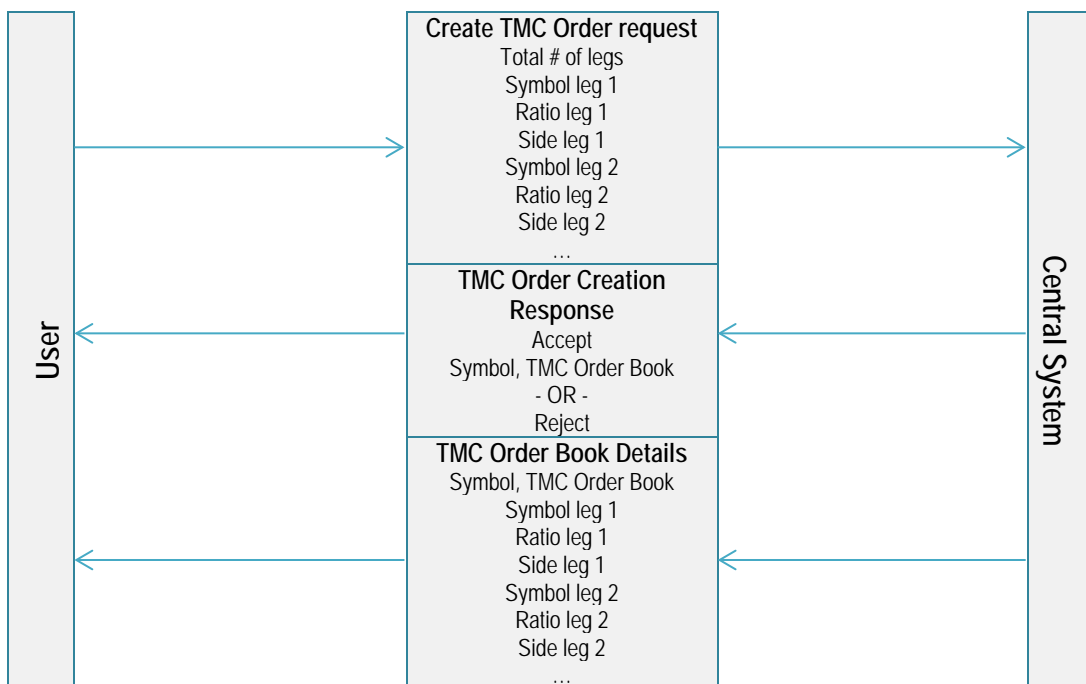 Create TMC Order request
Total # of legs
Symbol leg 1
Ratio leg 1
Side leg 1
Symbol leg 2
Ratio leg 2
Side leg 2
…
TMC Order Creation
Response
Accept
Symbol, TMC Order Book
- OR -
Reject
TMC Order Book Details
Symbol, TMC Order Book
Symbol leg 1
Ratio leg 1
Side leg 1
Symbol leg 2
Ratio leg 2
Side leg 2
…
User
Central System